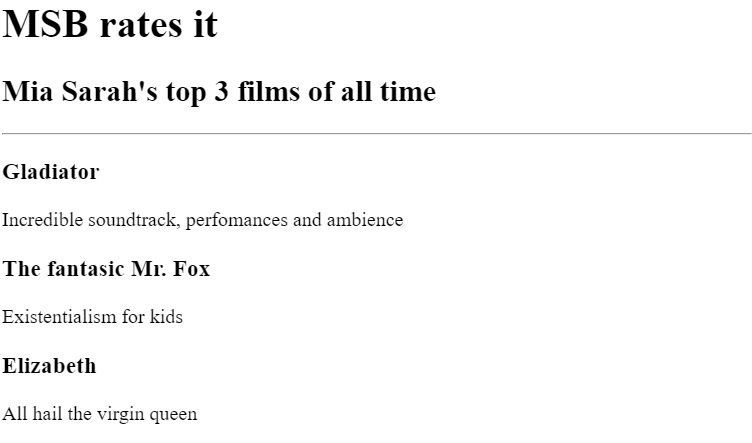 MSB rates it
Mia Sarah's top 3 films of all time
Gladiator
Incredible soundtrack, perfomances and ambience
The fantasic Mr. Fox
Existentialism for kids
Elizabeth
All hail the virgin queen